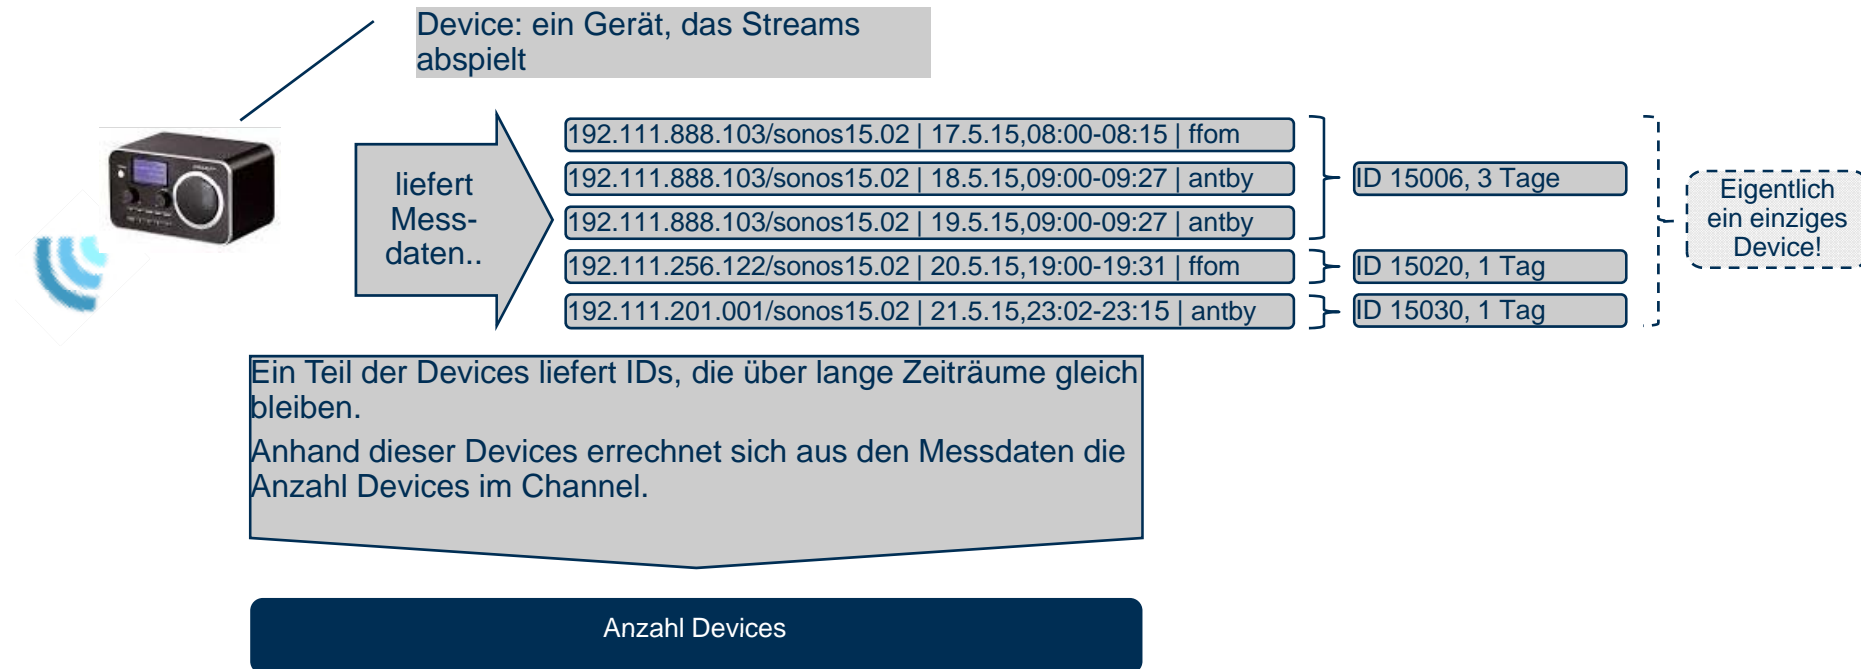 Device: ein Gerät, das Streams
abspielt
liefert
Mess-
daten..
192.111.888.103/sonos15.02 | 17.5.15,08:00-08:15 | ffom
192.111.888.103/sonos15.02 | 18.5.15,09:00-09:27 | antby
192.111.888.103/sonos15.02 | 19.5.15,09:00-09:27 | antby
192.111.256.122/sonos15.02 | 20.5.15,19:00-19:31 | ffom
192.111.201.001/sonos15.02 | 21.5.15,23:02-23:15 | antby
ID 15006, 3 Tage
ID 15020, 1 Tag
ID 15030, 1 Tag
Eigentlich
ein einziges
Device!
Ein Teil der Devices liefert IDs, die über lange Zeiträume gleich
bleiben.
Anhand dieser Devices errechnet sich aus den Messdaten die
Anzahl Devices im Channel.
Anzahl Devices